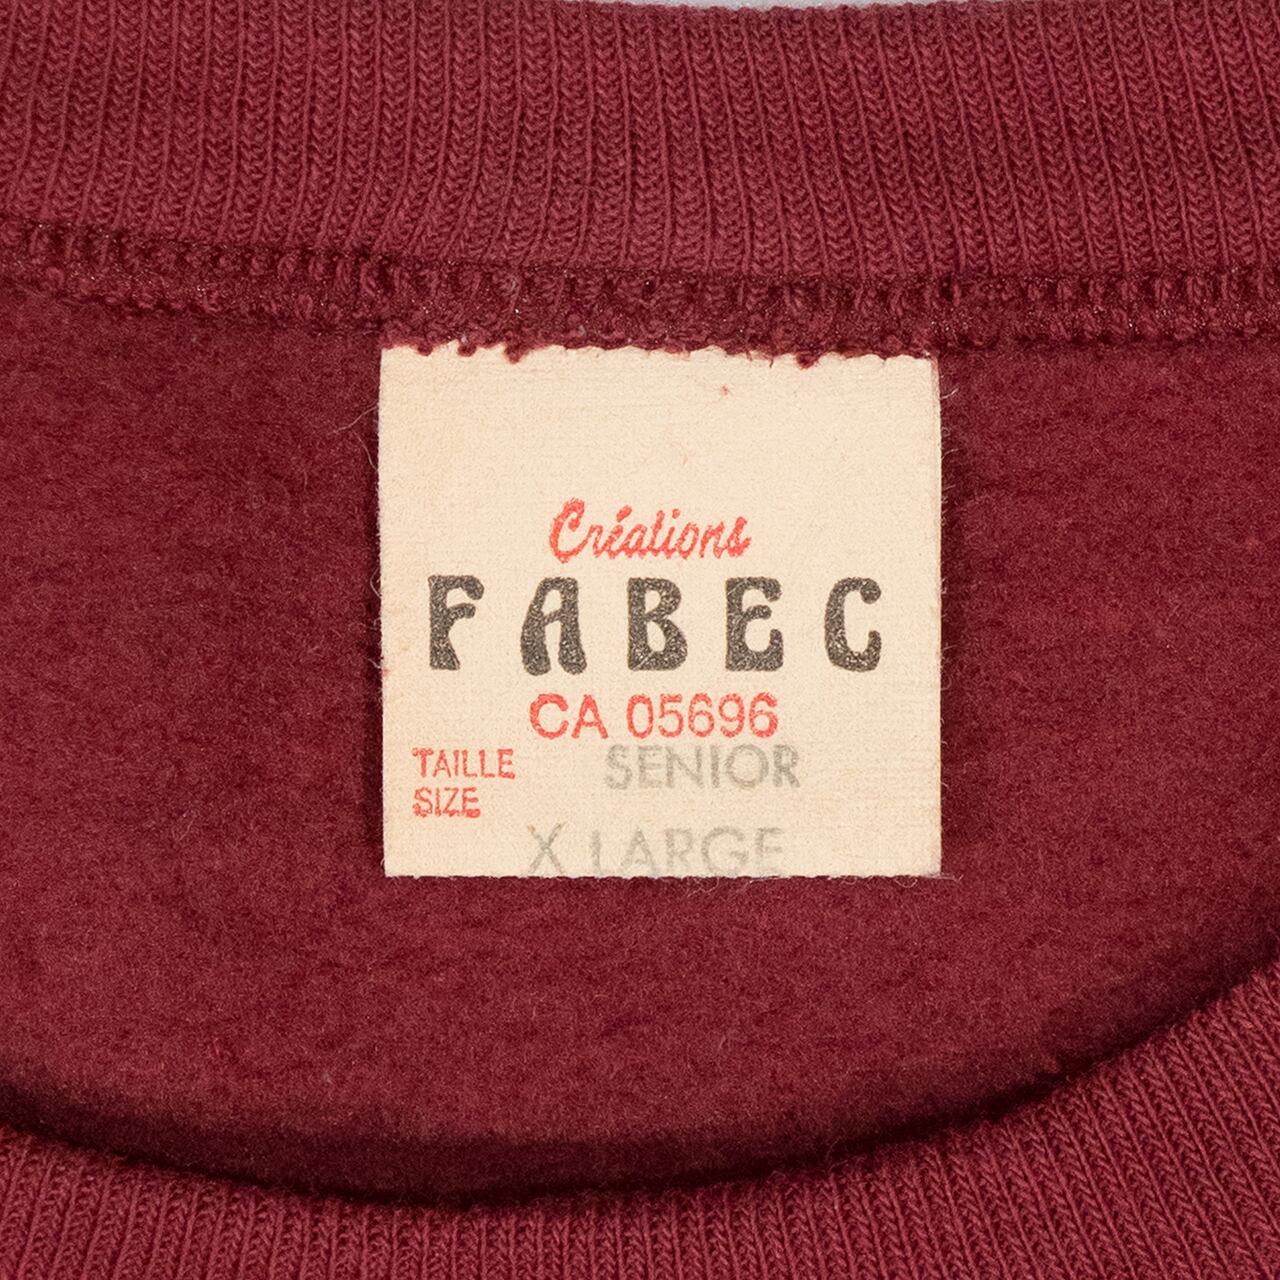 Créations
FABEC
CA 05696
TAILLE SENIOR
SIZE
X LARGE